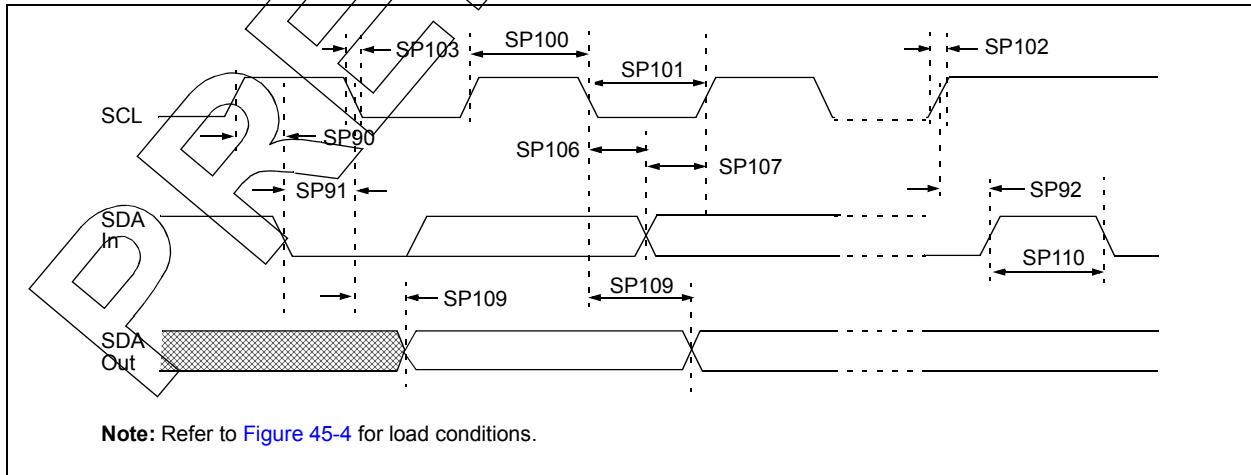 SP103
SP100
SP101
SP102
SCL
SP90
SP106
SP107
SP91
SP92
SDA
In
SP110
SP109
SP109
SDA
Out
Note: Refer to Figure 45-4 for load conditions.
PRE